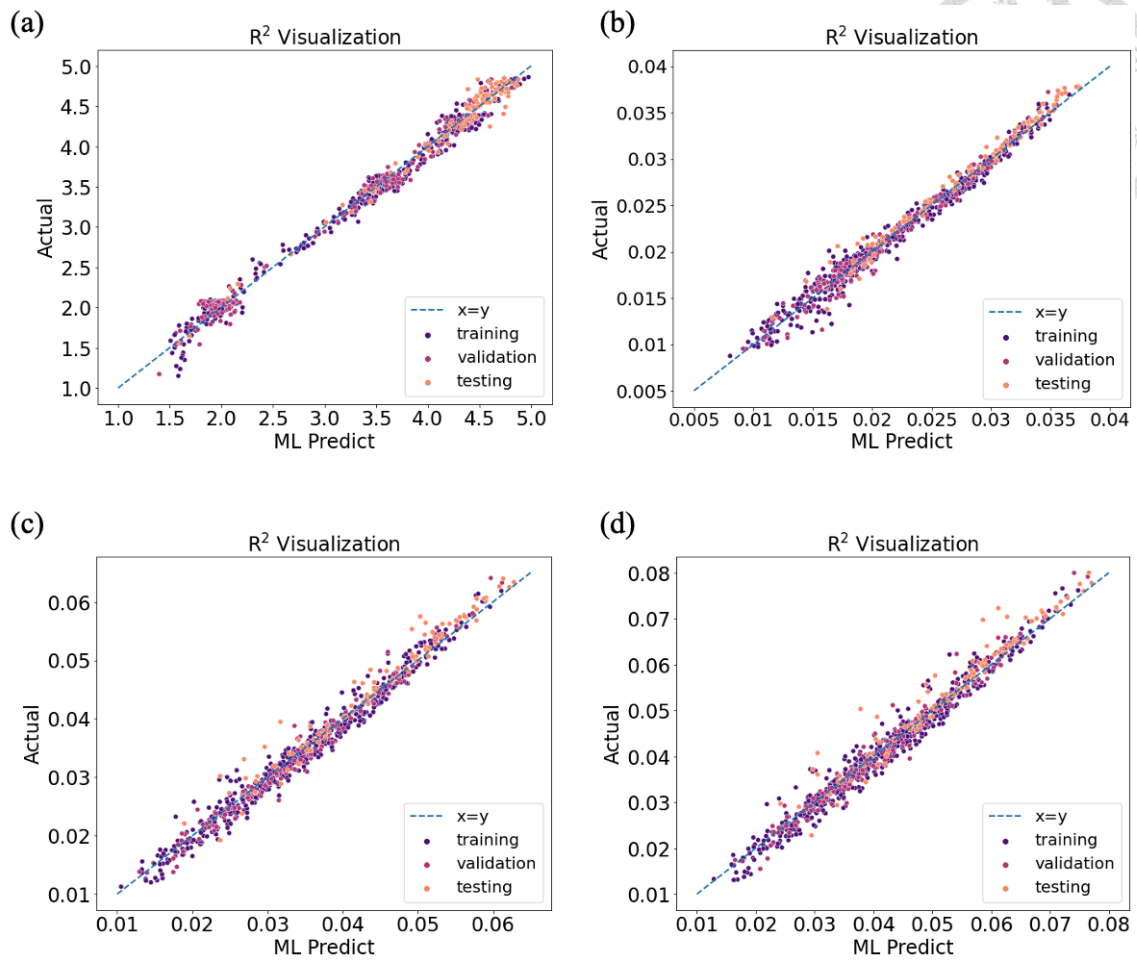 (a)
R² Visualization
5.0
4.5
4.0
3.5
3.0
2.5
2.0
1.5
1.0
Actual
x=y
training
validation
testing
1.0 1.5 2.0 2.5 3.0 3.5 4.0 4.5 5.0
ML Predict
(b)
R² Visualization
0.04
0.035
0.03
0.025
0.02
0.015
0.01
0.005
Actual
x=y
training
validation
testing
0.005 0.01 0.015 0.02 0.025 0.03 0.035 0.04
ML Predict
(c)
R² Visualization
0.06
0.05
0.04
0.03
0.02
0.01
Actual
x=y
training
validation
testing
0.01 0.02 0.03 0.04 0.05 0.06
ML Predict
(d)
R² Visualization
0.08
0.07
0.06
0.05
0.04
0.03
0.02
0.01
Actual
x=y
training
validation
testing
0.01 0.02 0.03 0.04 0.05 0.06 0.07 0.08
ML Predict